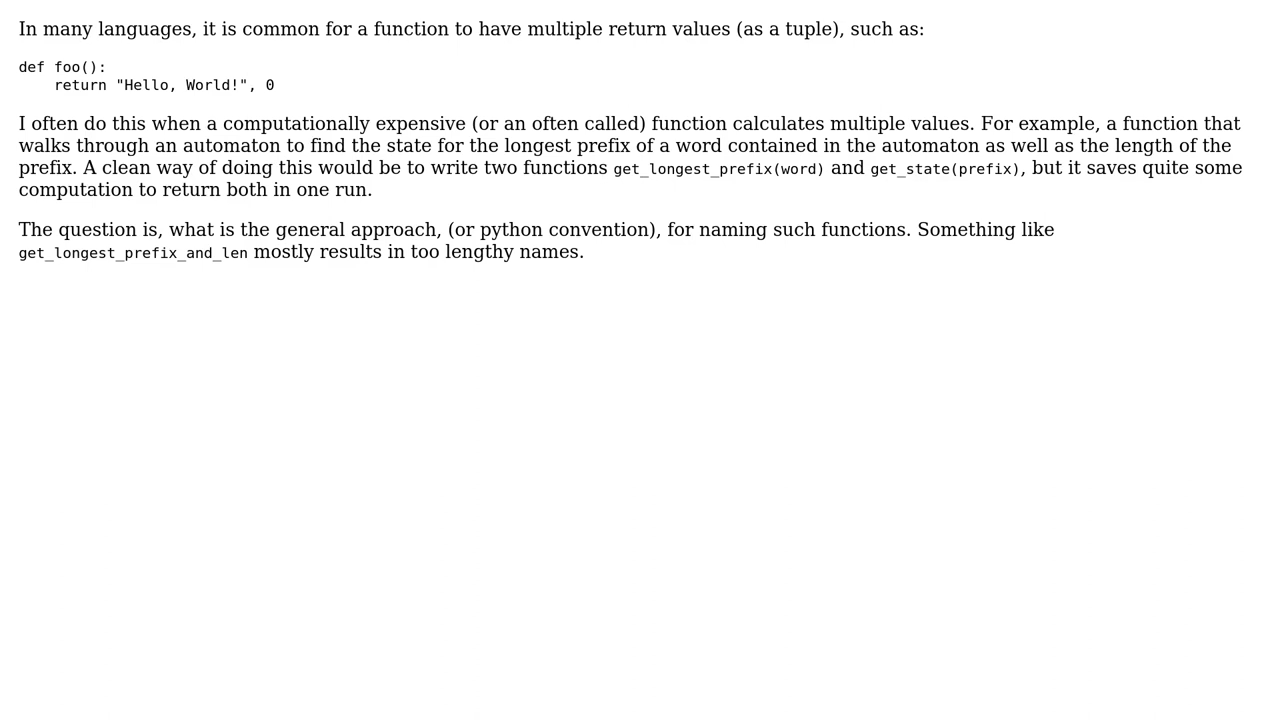 In many languages, it is common for a function to have multiple return values (as a tuple), such as:
def foo():
    return "Hello, World!", 0
I often do this when a computationally expensive (or an often called) function calculates multiple values. For example, a function that
walks through an automaton to find the state for the longest prefix of a word contained in the automaton as well as the length of the
prefix. A clean way of doing this would be to write two functions get_longest_prefix(word) and get_state(prefix), but it saves quite some
computation to return both in one run.
The question is, what is the general approach, (or python convention), for naming such functions. Something like
get_longest_prefix_and_len mostly results in too lengthy names.